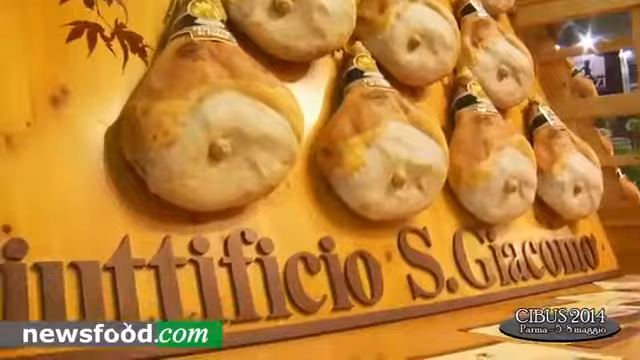 iuttificio S.Giacomo
CIBUS 2014
Parma - 5-8 maggio
newsfood.com